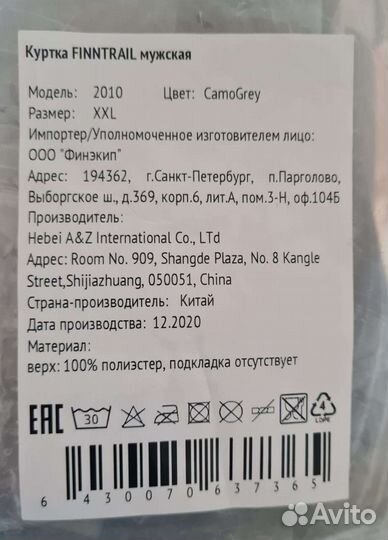 Куртка FINNTRAIL мужская
Модель: 2010 Цвет: CamoGrey
Размер: XXL
Импортер/Уполномоченное изготовителем лицо:
ООО "Финэкип"
Адрес: 194362, г.Санкт-Петербург, п.Парголово,
Выборгское ш., д.369, корп.6, лит.А, пом.3-Н, оф.104Б
Производитель:
Hebei A&Z International Co., LTd
Адрес: Room No. 909, Shangde Plaza, No. 8 Kangle
Street,Shijiazhuang, 050051, China
Страна-производитель: Китай
Дата производства: 12.2020
Материал:
верх: 100% полиэстер, подкладка отсутствует
EAC 30 4 LDPE
6 430070 637365
Avito